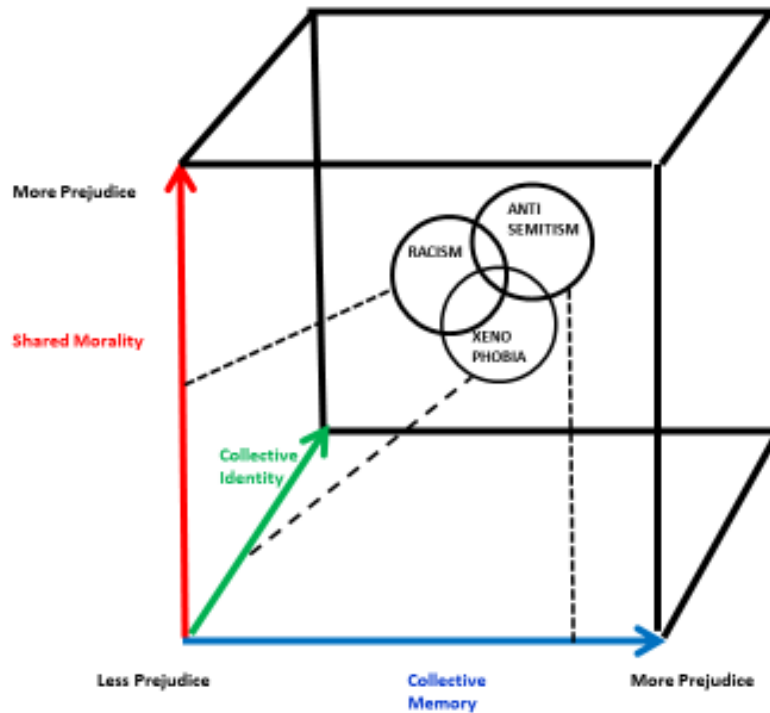 More Prejudice
ANTI
SEMITISM
RACISM
Shared Morality
XENO
PHOBIA
Collective
Identity
Less Prejudice
Collective
Memory
More Prejudice